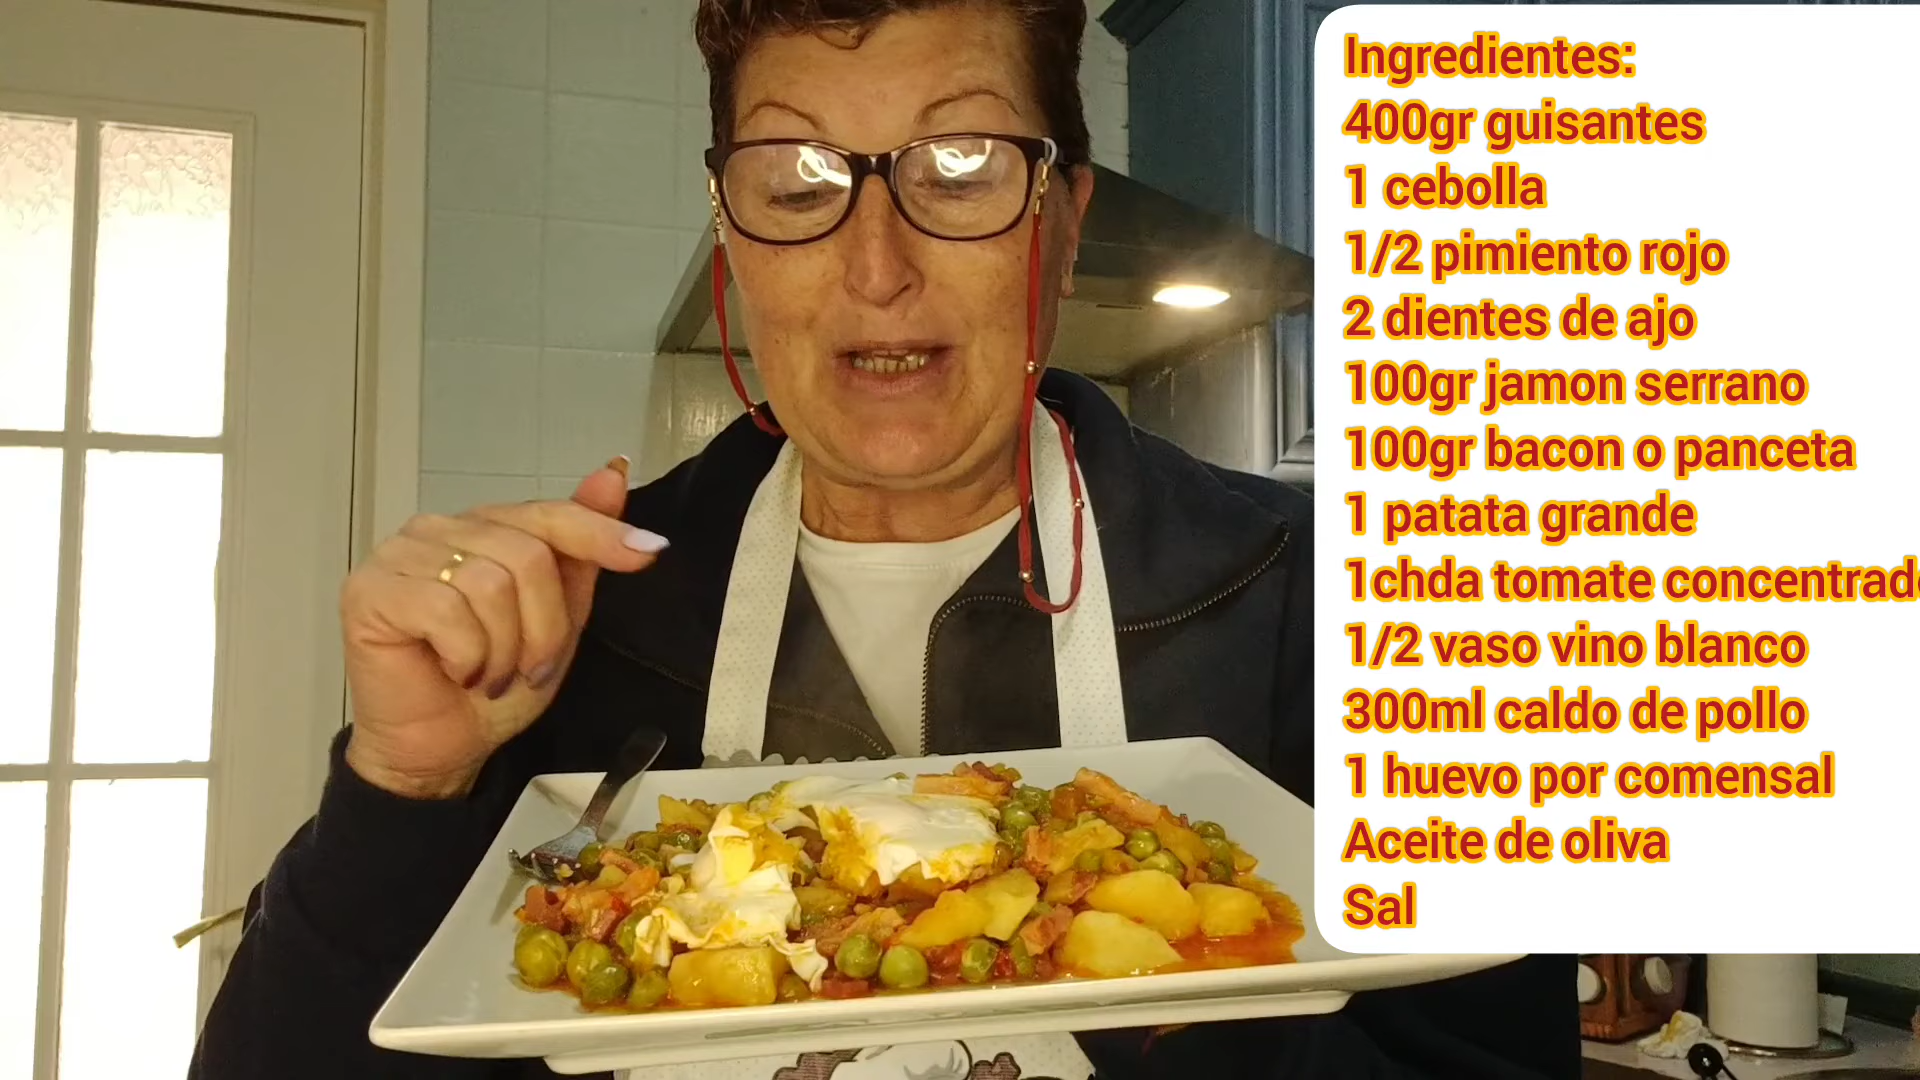 Ingredientes:
400gr guisantes
1 cebolla
1/2 pimiento rojo
2 dientes de ajo
100gr jamon serrano
100gr bacon o panceta
1 patata grande
1chda tomate concentrado
1/2 vaso vino blanco
300ml caldo de pollo
1 huevo por comensal
Aceite de oliva
Sal